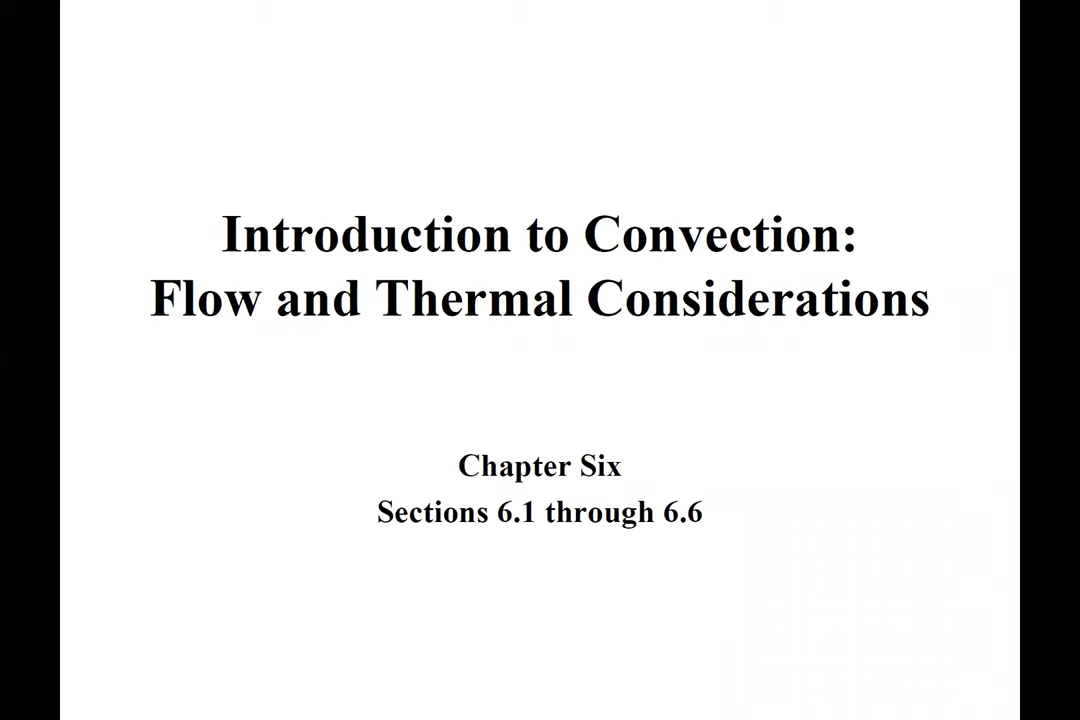 Introduction to Convection:
Flow and Thermal Considerations
Chapter Six
Sections 6.1 through 6.6